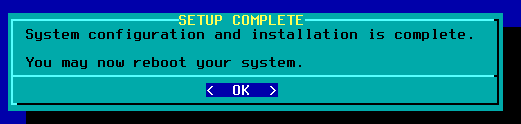 SETUP COMPLETE
System configuration and installation is complete.
You may now reboot your system.
< OK >